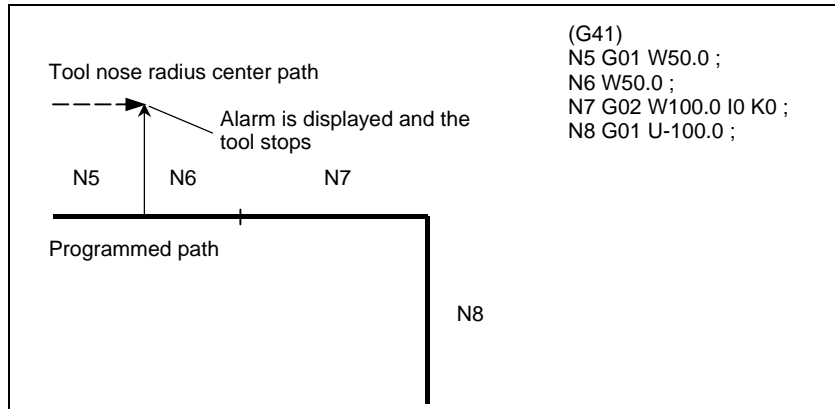 (G41)
N5 G01 W50.0 ;
N6 W50.0 ;
N7 G02 W100.0 I0 K0 ;
N8 G01 U-100.0 ;
Tool nose radius center path
Alarm is displayed and the
tool stops
N5 N6 N7
Programmed path
N8